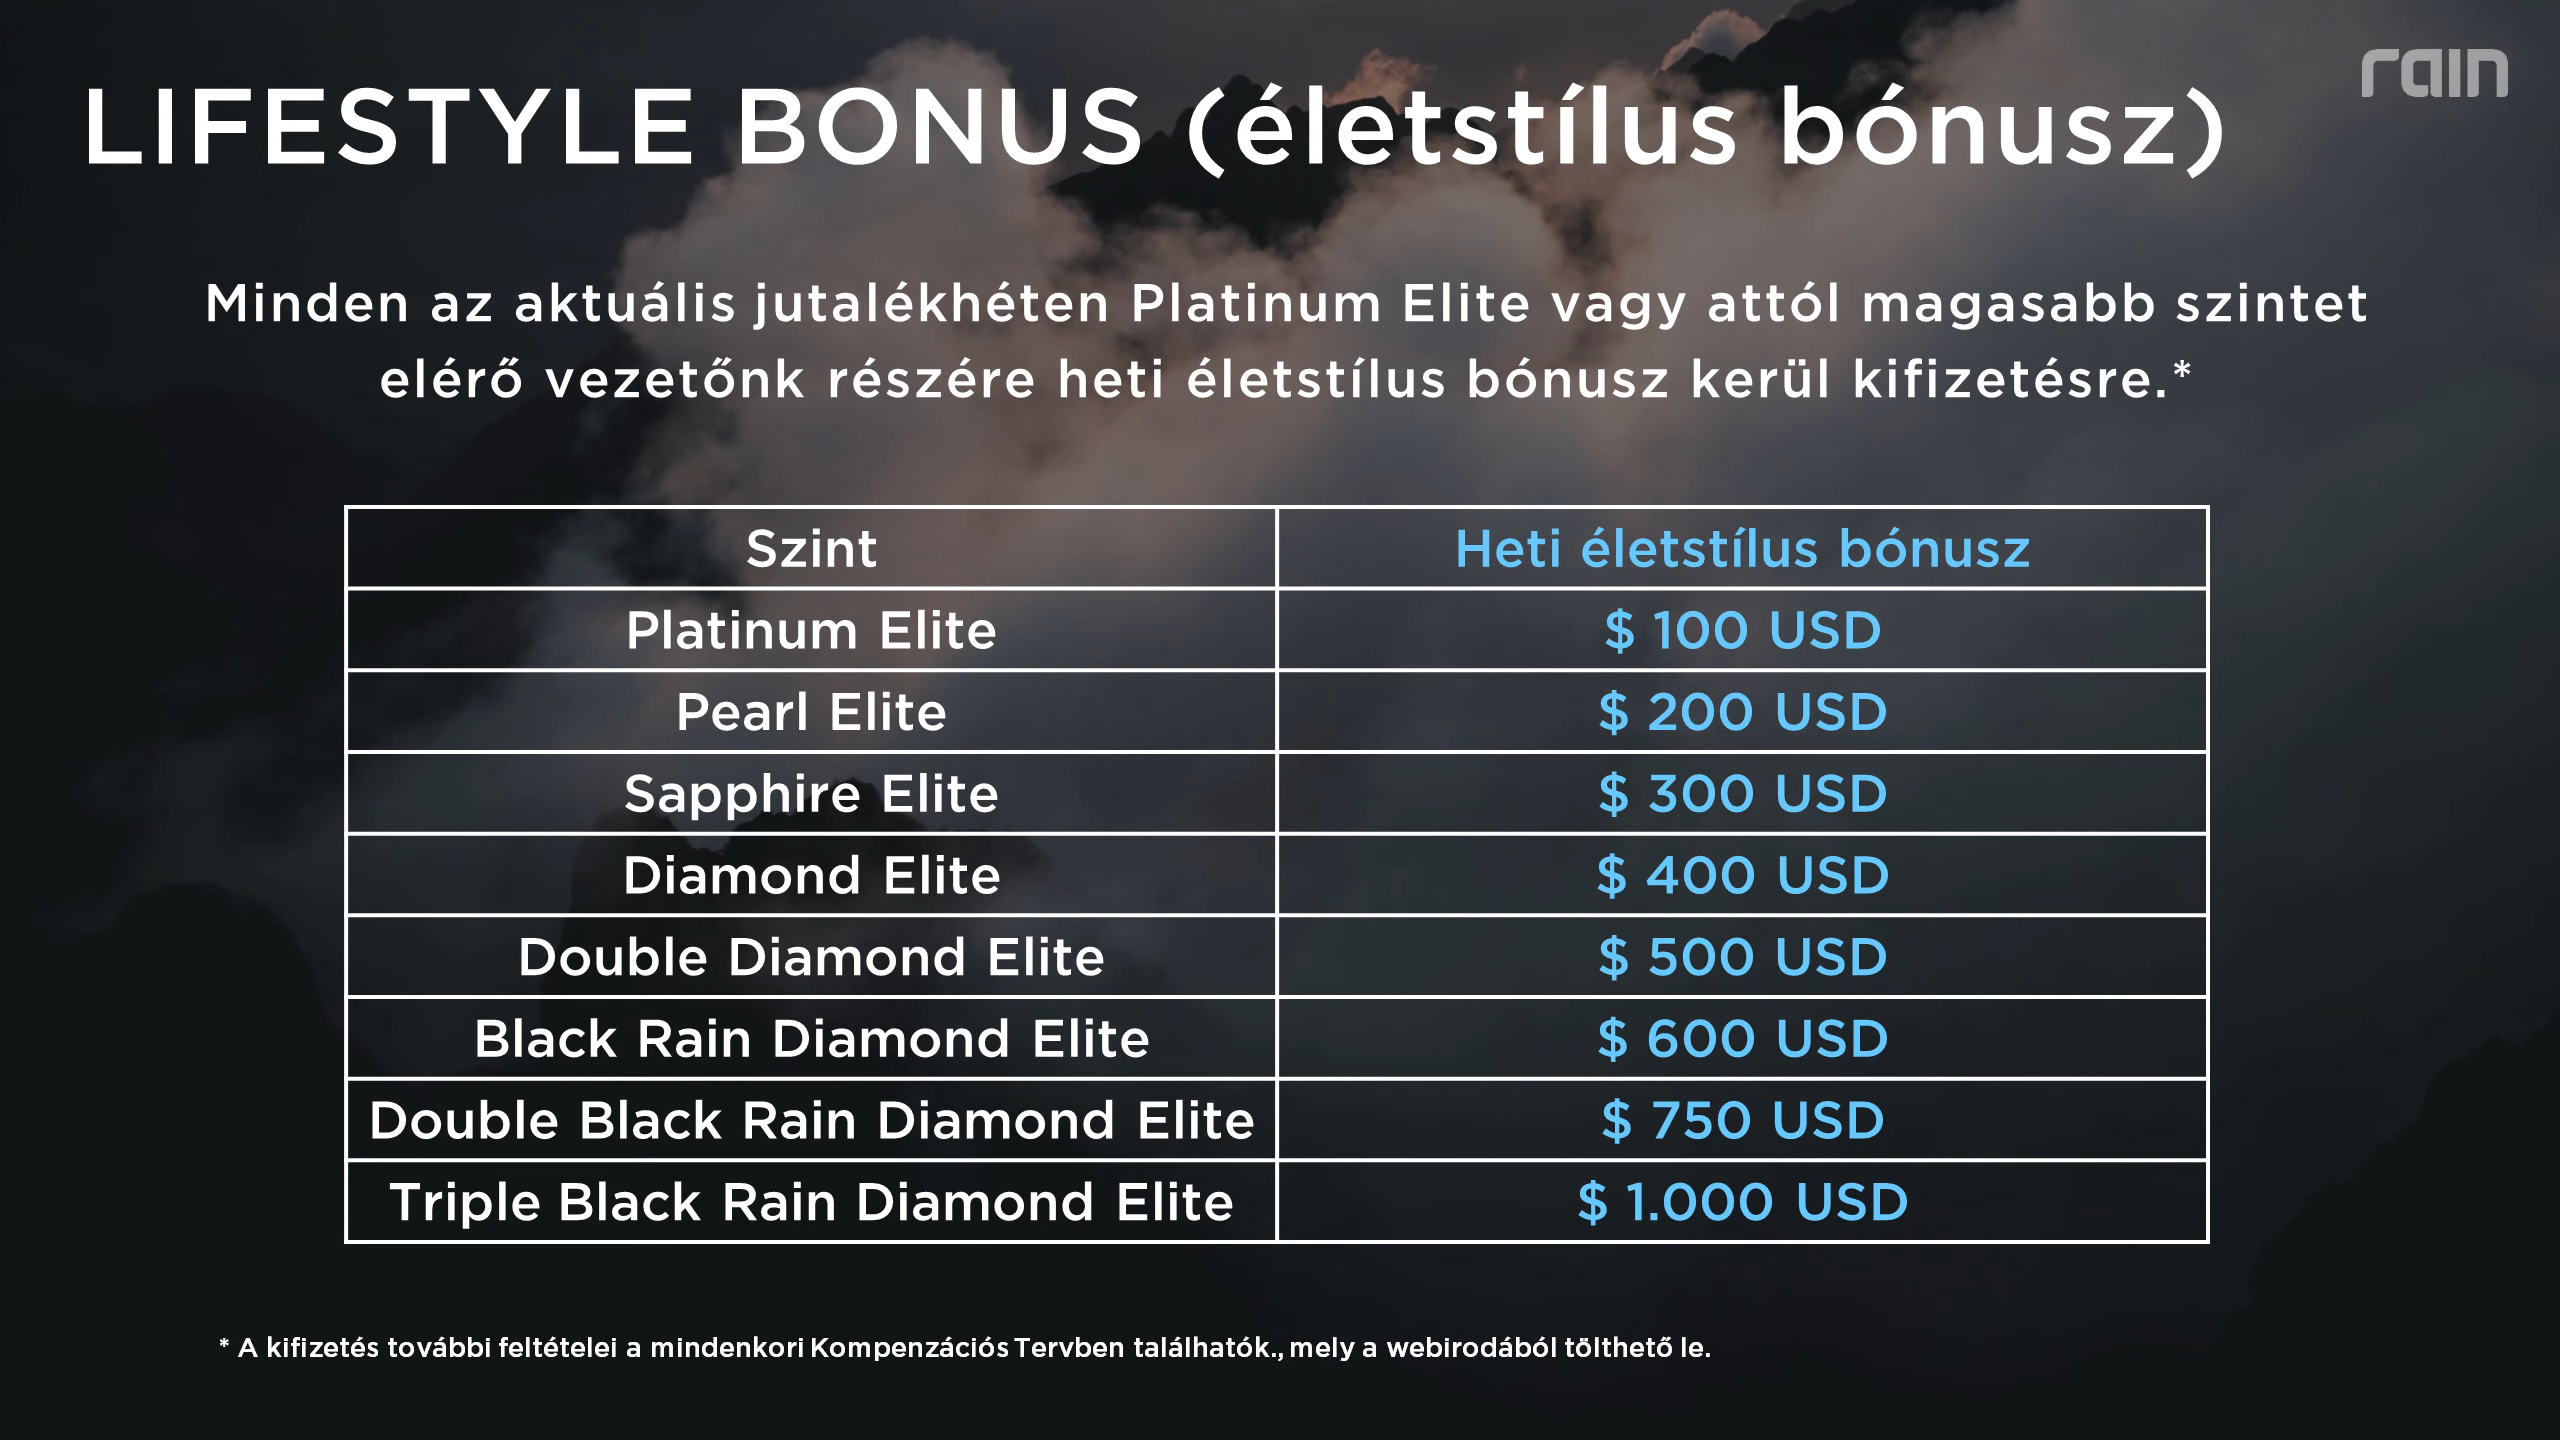 rain
LIFESTYLE BONUS (életstílus bónusz)
Minden az aktuális jutalékhéten Platinum Elite vagy attól magasabb szintet
elérő vezetőnk részére heti életstílus bónusz kerül kifizetésre.*
Szint Heti életstílus bónusz
Platinum Elite $ 100 USD
Pearl Elite $ 200 USD
Sapphire Elite $ 300 USD
Diamond Elite $ 400 USD
Double Diamond Elite $ 500 USD
Black Rain Diamond Elite $ 600 USD
Double Black Rain Diamond Elite $ 750 USD
Triple Black Rain Diamond Elite $ 1.000 USD
* A kifizetés további feltételei a mindenkori Kompenzációs Tervben találhatók., mely a webirodából tölthető le.